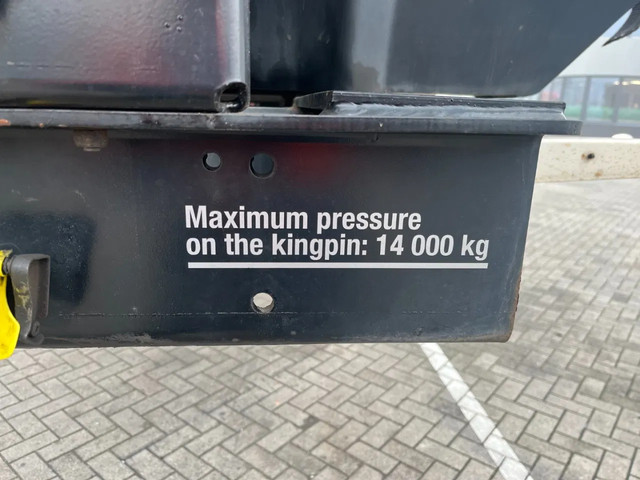 Maximum pressure
on the kingpin: 14 000 kg